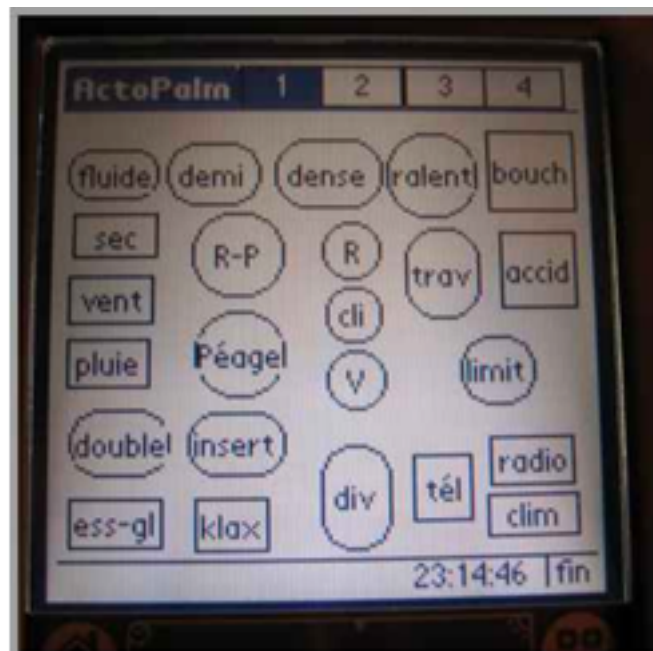 ActoPalm 1 2 3 4
fluide demi dense ralent bouch
sec R-P R trav accid
vent cli
pluie Péagel V limit
doublel insert radio
div tél
ess-gl klax clim
23:14:46 fin